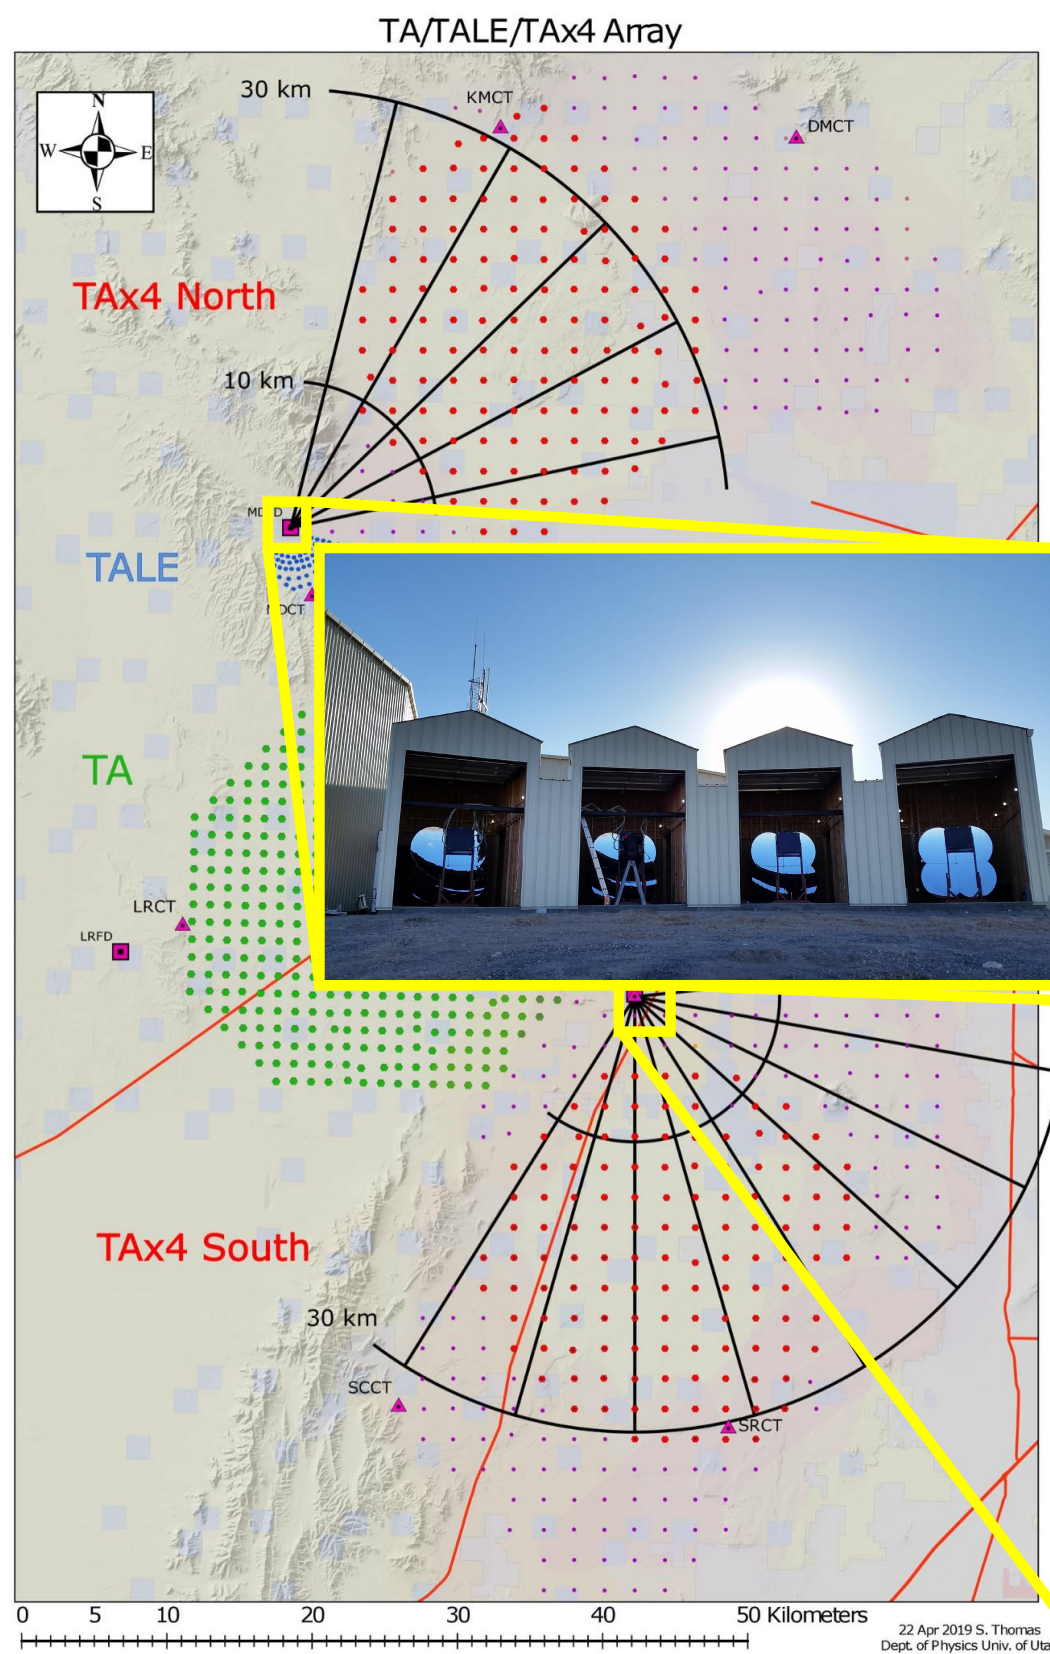 TA/TALE/TAx4 Array
30 km
KMCT
DMCT
N
W
E
S
TAx4 North
10 km
TALE
TA
LRCT
LRFD
TAx4 South
30 km
SCCT
SRCT
0 5 10 20 30 40 50 Kilometers
22 Apr 2019 S. Thomas
Dept. of Physics Univ. of Uta